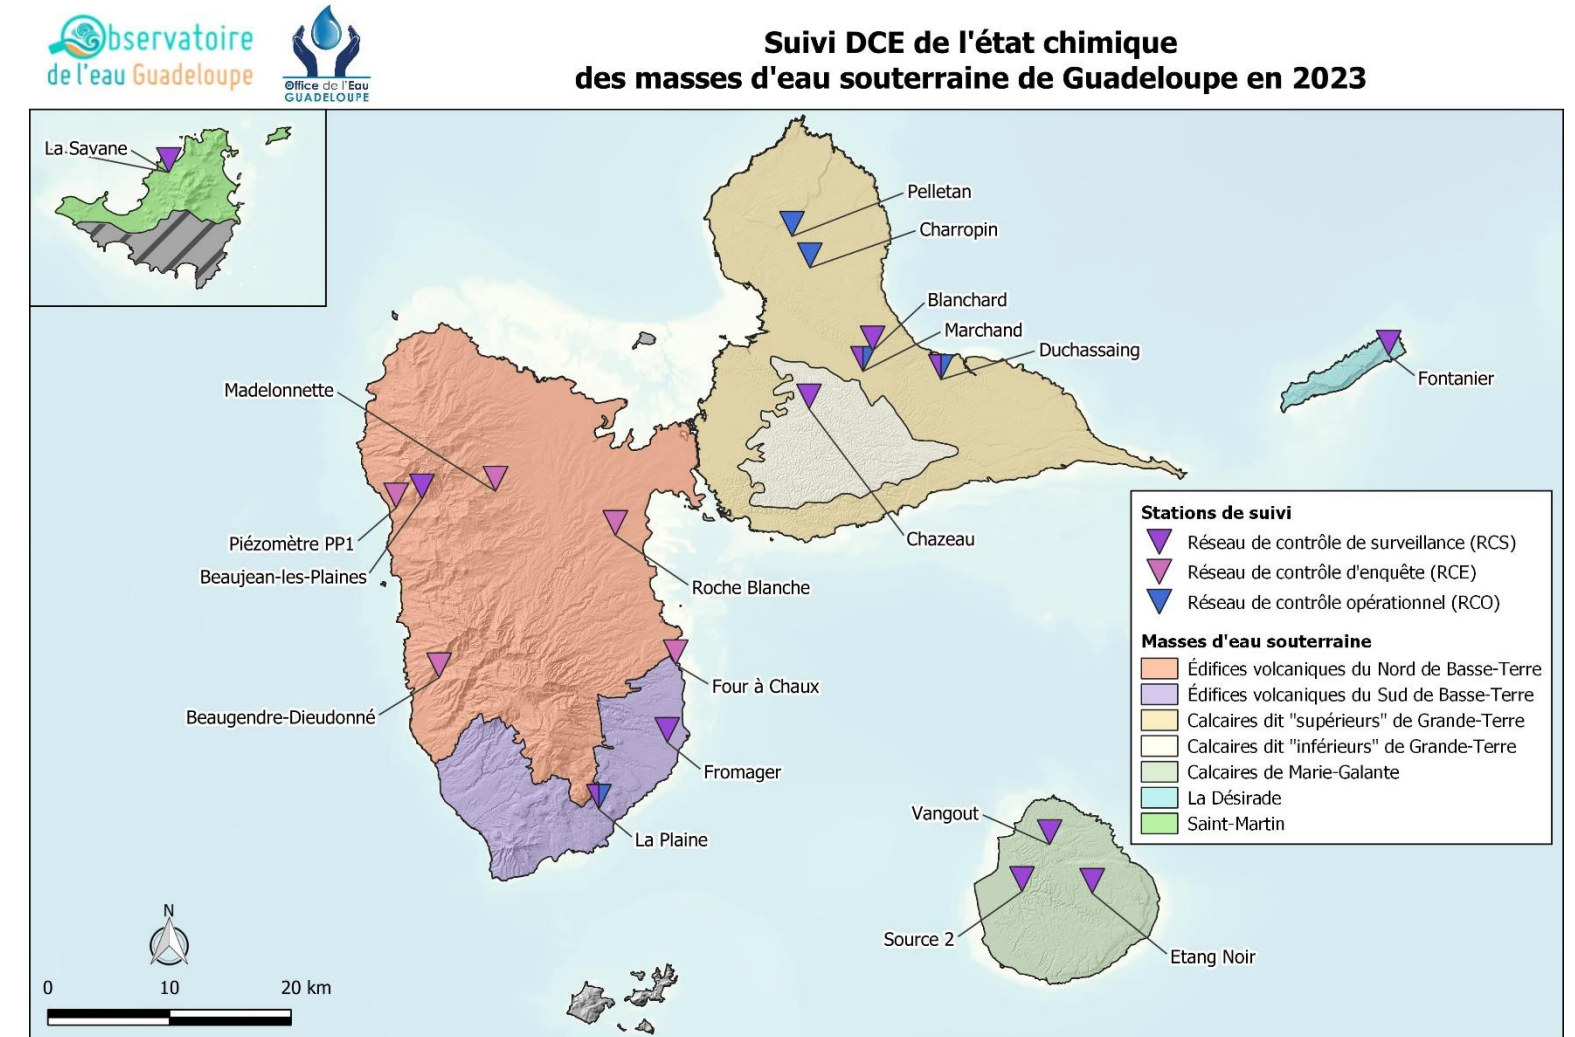 Observatoire
de l'eau Guadeloupe
Office de l'Eau
GUADELOUPE
Suivi DCE de l'état chimique
des masses d'eau souterraine de Guadeloupe en 2023
La Savane
Pelletan
Charropin
Blanchard
Marchand
Duchassaing
Fontanier
Madelonnette
Chazeau
Piézomètre PP1
Beaujean-les-Plaines
Roche Blanche
Four à Chaux
Beaugendre-Dieudonné
Fromager
La Plaine
Vangout
Source 2
Etang Noir
Stations de suivi
Réseau de contrôle de surveillance (RCS)
Réseau de contrôle d'enquête (RCE)
Réseau de contrôle opérationnel (RCO)
Masses d'eau souterraine
Édifices volcaniques du Nord de Basse-Terre
Édifices volcaniques du Sud de Basse-Terre
Calcaires dit "supérieurs" de Grande-Terre
Calcaires dit "inférieurs" de Grande-Terre
Calcaires de Marie-Galante
La Désirade
Saint-Martin
N
0 10 20 km